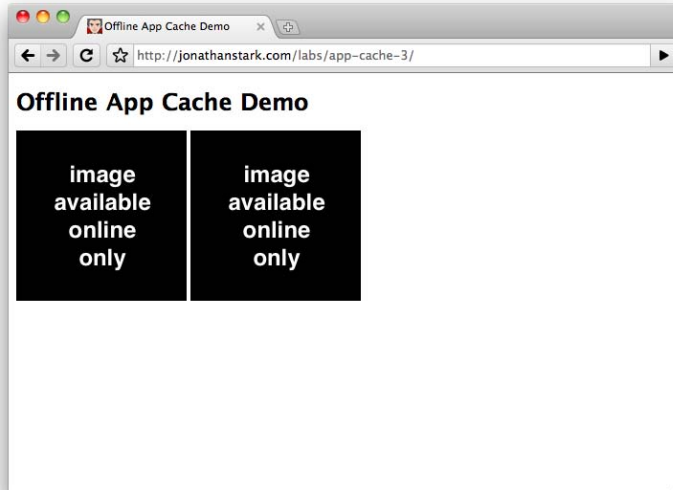 Offline App Cache Demo
http://jonathanstark.com/labs/app-cache-3/
Offline App Cache Demo
image
available
online
only
image
available
online
only